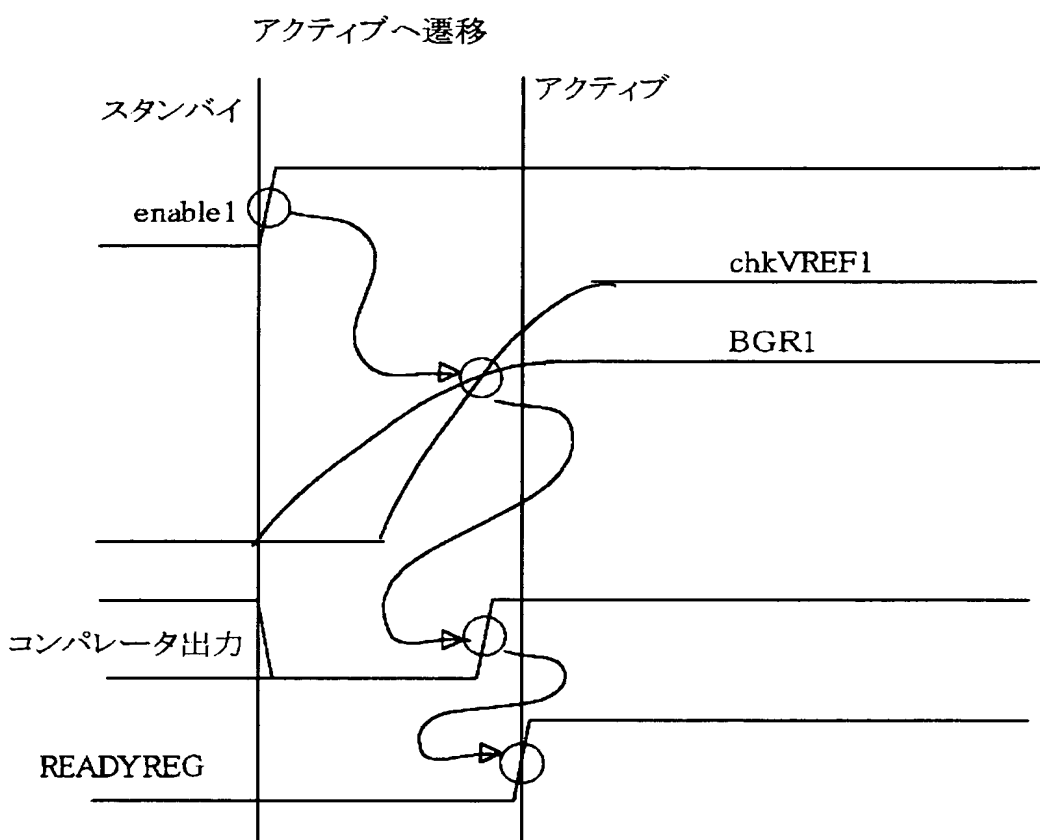 アクティブへ遷移
スタンバイ
アクティブ
enable1
chkVREF1
BGR1
コンパレータ出力
READYREG